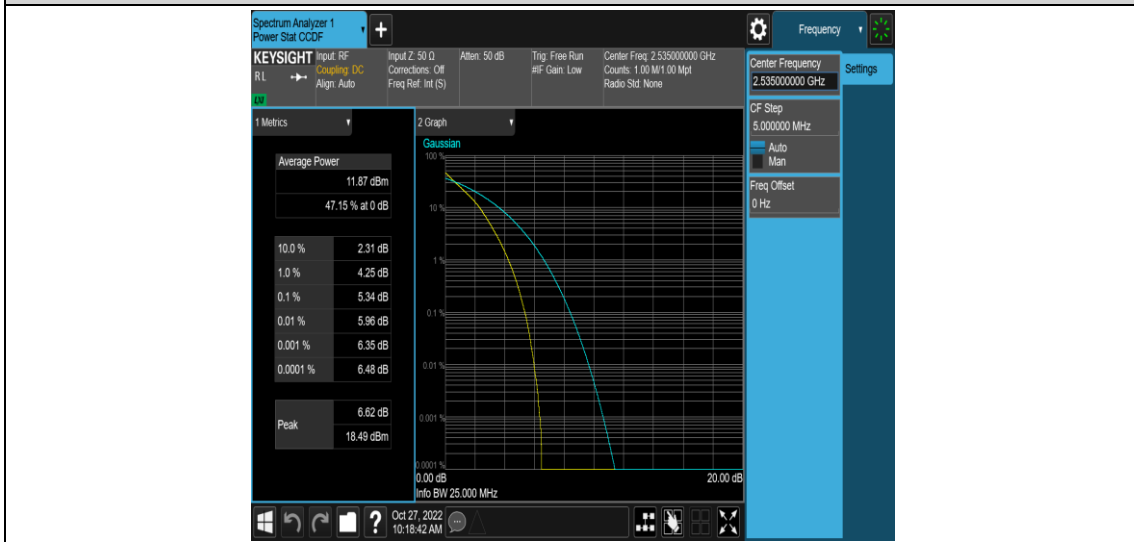 Spectrum Analyzer 1
Power Stat CCDF
Frequency
KEYSIGHT
RL
LXI
Input: RF
Coupling: DC
Align: Auto
Input Z: 50 Ω
Corrections: Off
Freq Ref: Int (S)
Atten: 50 dB
Trig: Free Run
#IF Gain: Low
Center Freq: 2.535000000 GHz
Counts: 1.00 M/1.00 Mpt
Radio Std: None
Center Frequency
2.535000000 GHz
Settings
CF Step
5.000000 MHz
Auto
Man
Freq Offset
0 Hz
1 Metrics
Average Power
11.87 dBm
47.15 % at 0 dB
10.0 % 2.31 dB
1.0 % 4.25 dB
0.1 % 5.34 dB
0.01 % 5.96 dB
0.001 % 6.35 dB
0.0001 % 6.48 dB
Peak
6.62 dB
18.49 dBm
2 Graph
Gaussian
100 %
10 %
1 %
0.1 %
0.01 %
0.001 %
0.0001 %
0.00 dB 20.00 dB
Info BW 25.000 MHz
?
Oct 27, 2022
10:18:42 AM